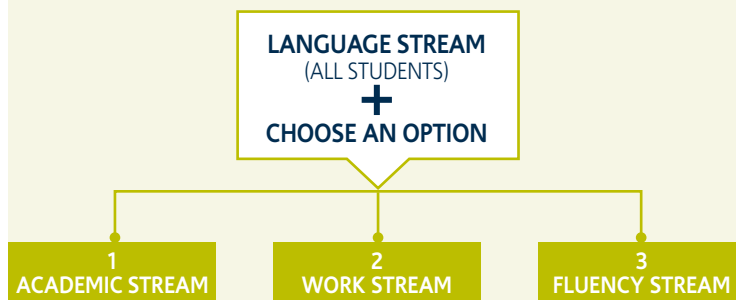 LANGUAGE STREAM
(ALL STUDENTS)
+
CHOOSE AN OPTION
1
ACADEMIC STREAM
2
WORK STREAM
3
FLUENCY STREAM